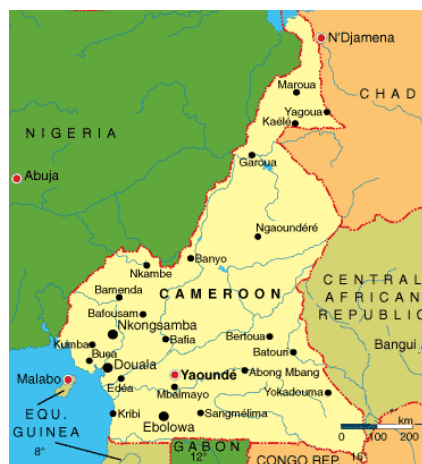 N'Djamena
CHAD
Maroua
Yagoua
Kaélé
NIGERIA
Garoua
Abuja
Ngaoundéré
Banyo
Nkambe
CENTRAL
AFRICAN
REPUBLIC
Bamenda
CAMEROON
Bafousam
Nkongsamba
Kumba
Bafia
Bertoua
Bangui
Buea
Douala
Batouri
Malabo
Yaoundé
Abong Mbang
Edéa
Mbalmayo
Yokadouma
EQU.
GUINEA
Kribi
Sangmélima
Ebolowa
km
0 100 200
8°
GABON
12°
CONGO REP.
16